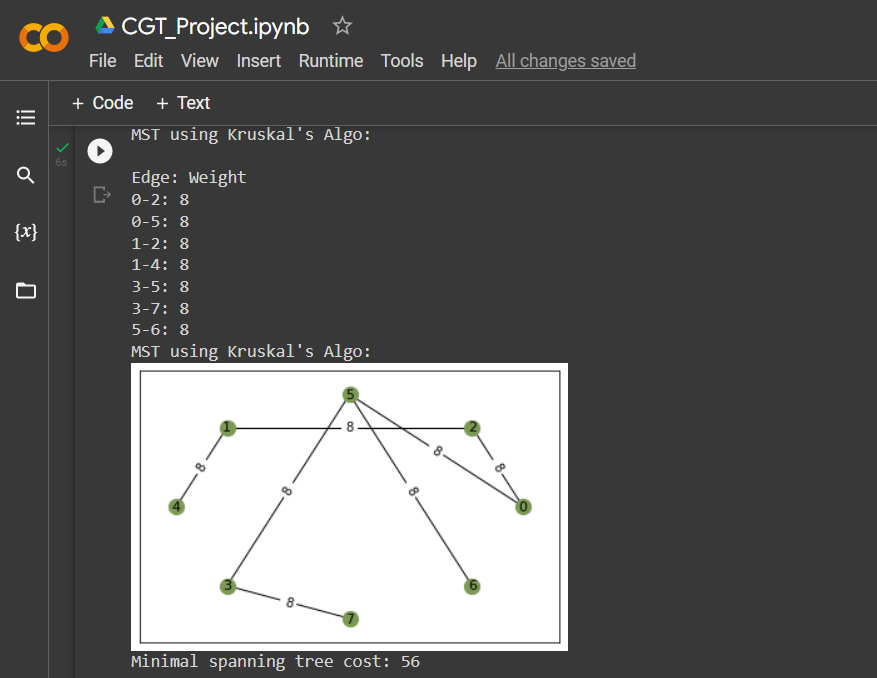 CGT_Project.ipynb
File Edit View Insert Runtime Tools Help All changes saved
+ Code + Text
MST using Kruskal's Algo:
6s
Edge: Weight
0-2: 8
0-5: 8
1-2: 8
1-4: 8
{x}
3-5: 8
3-7: 8
5-6: 8
MST using Kruskal's Algo:
5
1 8 2
8
8 8
8 8
4 0
3 6
8
7
Minimal spanning tree cost: 56